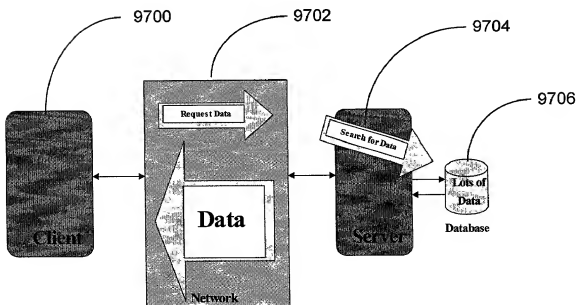 9700
9702
9704
9706
Request Data
Search for Data
Lots of
Data
Database
Data
Client
Server
Network